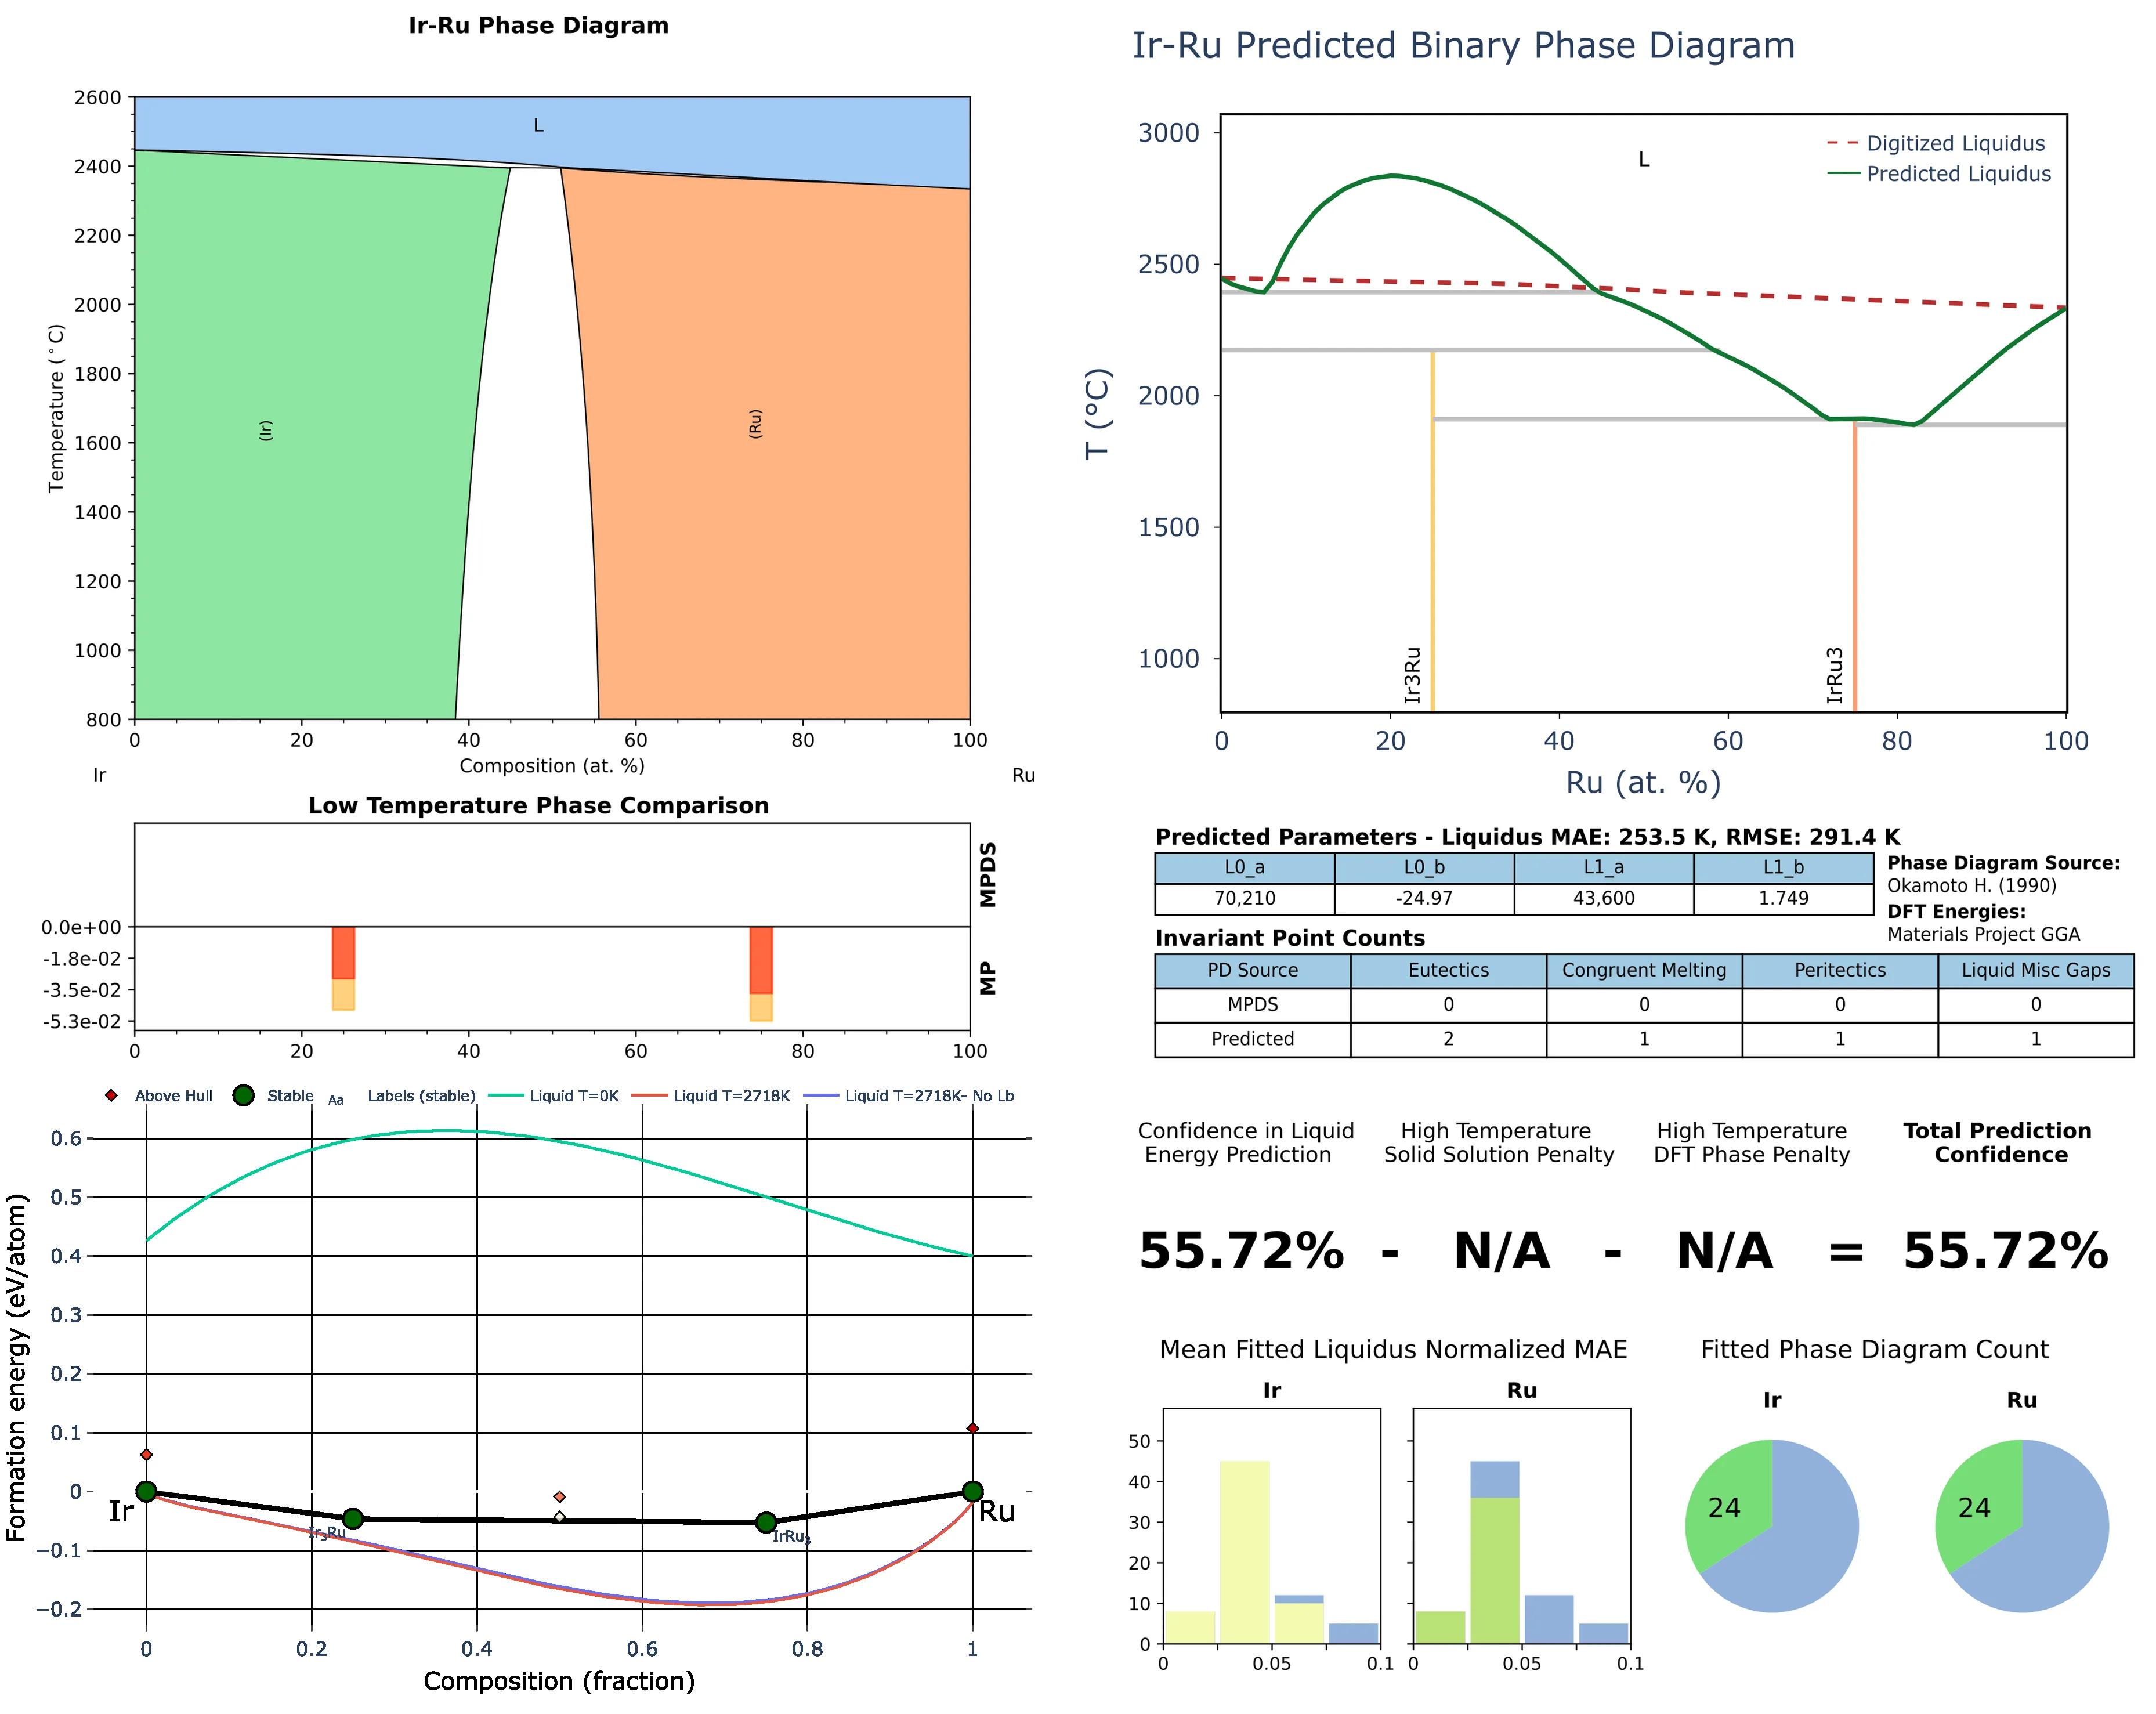 Ir-Ru Phase Diagram
2600
2400
2200
2000
1800
1600
1400
1200
1000
800
Temperature (°C)
L
(Ir)
(Ru)
0 20 40 60 80 100
Composition (at. %)
Ir Ru
Ir-Ru Predicted Binary Phase Diagram
3000
2500
2000
1500
1000
T (°C)
L
Digitized Liquidus
Predicted Liquidus
Ir3Ru
IrRu3
0 20 40 60 80 100
Ru (at. %)
Low Temperature Phase Comparison
MPDS
MP
0.0e+00
-1.8e-02
-3.5e-02
-5.3e-02
0 20 40 60 80 100
Predicted Parameters - Liquidus MAE: 253.5 K, RMSE: 291.4 K
L0_a L0_b L1_a L1_b
70,210 -24.97 43,600 1.749
Phase Diagram Source:
Okamoto H. (1990)
DFT Energies:
Materials Project GGA
Invariant Point Counts
PD Source Eutectics Congruent Melting Peritectics Liquid Misc Gaps
MPDS 0 0 0 0
Predicted 2 1 1 1
Above Hull Stable Aa Labels (stable) Liquid T=0K Liquid T=2718K Liquid T=2718K- No Lb
0.6
0.5
0.4
0.3
0.2
0.1
0
−0.1
−0.2
Formation energy (eV/atom)
Ir
Ir3Ru
IrRu3
Ru
0 0.2 0.4 0.6 0.8 1
Composition (fraction)
Confidence in Liquid
Energy Prediction
High Temperature
Solid Solution Penalty
High Temperature
DFT Phase Penalty
Total Prediction
Confidence
55.72% - N/A - N/A = 55.72%
Mean Fitted Liquidus Normalized MAE
Ir Ru
50
40
30
20
10
0
0 0.05 0.1 0 0.05 0.1
Fitted Phase Diagram Count
Ir Ru
24 24